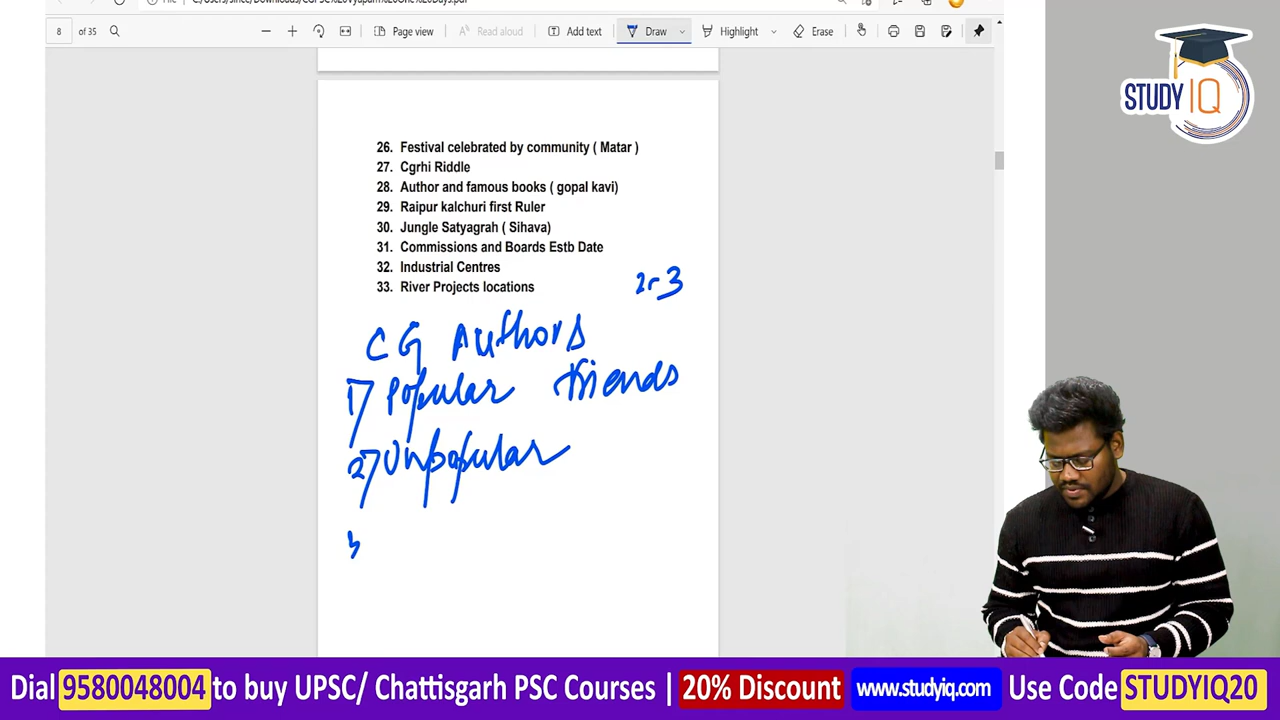 8 of 35 Page view Read aloud Add text Draw Highlight Erase
STUDY IQ
26. Festival celebrated by community ( Matar )
27. Cgrhi Riddle
28. Author and famous books ( gopal kavi)
29. Raipur kalchuri first Ruler
30. Jungle Satyagrah ( Sihava)
31. Commissions and Boards Estb Date
32. Industrial Centres
33. River Projects locations
CG Authors
1) Popular
2) Unpopular
Dial 9580048004 to buy UPSC/ Chattisgarh PSC Courses | 20% Discount www.studyiq.com Use Code STUDYIQ20